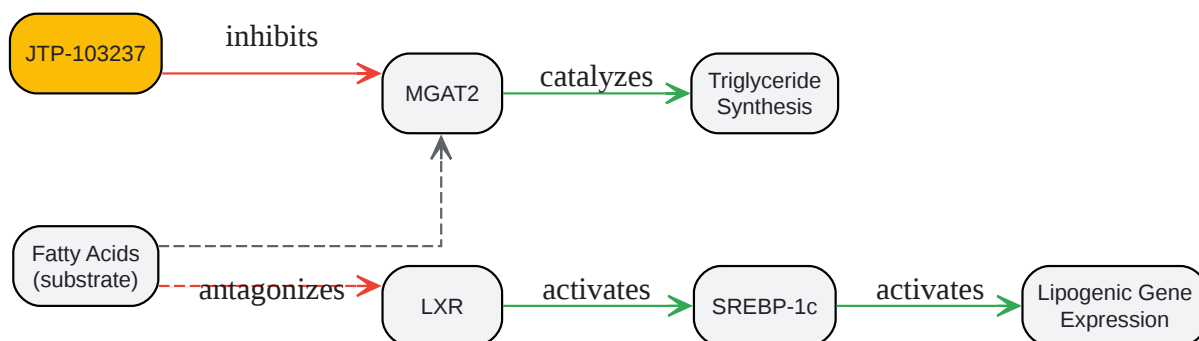 inhibits
JTP-103237
MGAT2
catalyzes
Triglyceride
Synthesis
Fatty Acids
(substrate)
antagonizes
LXR
activates
SREBP-1c
activates
Lipogenic Gene
Expression